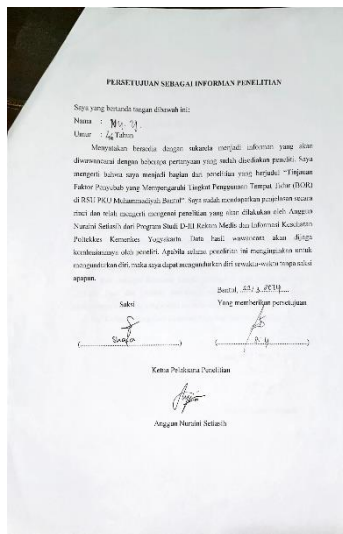 PERSETUJUAN SEBAGAI INFORMAN PENELITIAN
Saya yang bertanda tangan dibawah ini:
Nama :
Umur : Tahun
Menyatakan bersedia dengan sukarela menjadi informan yang akan
diwawancarai dengan beberapa pertanyaan yang sudah disediakan peneliti. Saya
mengerti bahwa saya menjadi bagian dari penelitian yang berjudul "Tinjauan
Faktor Penyebab yang Mempengaruhi Tingkat Penggunaan Tempat Tidur (BOR)
di RSU PKU Muhammadiyah Bantul". Saya sudah mendapatkan penjelasan secara
rinci dan telah mengerti mengenai penelitian yang akan dilakukan oleh Anggun
Nuraini Setiasih dari Program Studi D-III Rekam Medis dan Informasi Kesehatan
Poltekkes Kemenkes Yogyakarta. Data hasil wawancara akan dijaga
kerahasiaannya oleh peneliti. Apabila selama penelitian ini menginginkan untuk
mengundurkan diri, maka saya dapat mengundurkan diri sewaktu-waktu tanpa sanksi
apapun.
Bantul,
Saksi Yang memberikan persetujuan
Ketua Pelaksana Penelitian
Anggun Nuraini Setiasih